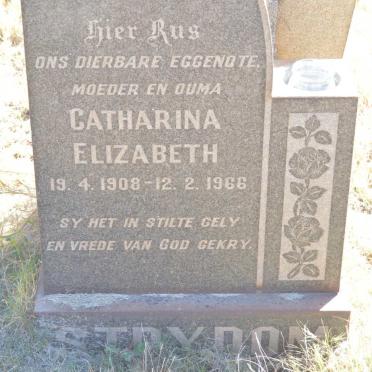 Hier Rus
ONS DIERBARE EGGENOTE,
MOEDER EN OUMA
CATHARINA
ELIZABETH
19. 4. 1908 - 12. 2. 1966
SY HET IN STILTE GELY
EN VREDE VAN GOD GEKRY.
STRYDOM